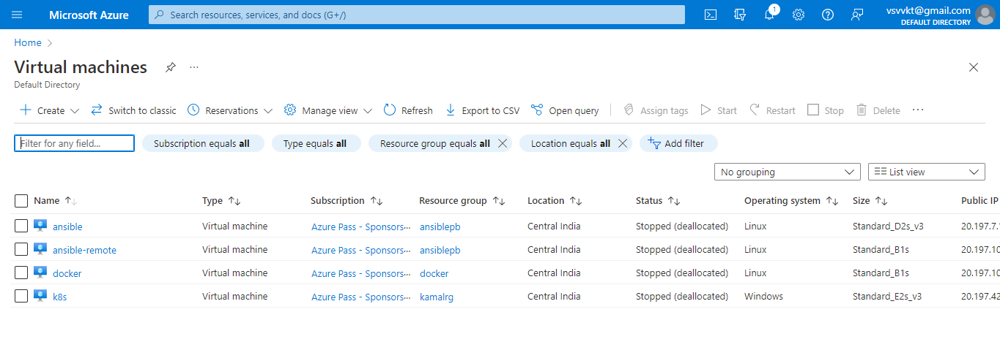 Microsoft Azure Search resources, services, and docs (G+/) 1 vsvvkt@gmail.com
DEFAULT DIRECTORY
Home
Virtual machines ...
Default Directory
Create Switch to classic Reservations Manage view Refresh Export to CSV Open query Assign tags Start Restart Stop Delete ...
Filter for any field... Subscription equals all Type equals all Resource group equals all Location equals all Add filter
No grouping List view
Name Type Subscription Resource group Location Status Operating system Size Public IP
ansible Virtual machine Azure Pass - Sponsors... ansiblepb Central India Stopped (deallocated) Linux Standard_D2s_v3 20.197.7.
ansible-remote Virtual machine Azure Pass - Sponsors... ansiblepb Central India Stopped (deallocated) Linux Standard_B1s 20.197.10
docker Virtual machine Azure Pass - Sponsors... docker Central India Stopped (deallocated) Linux Standard_B1s 20.197.10
k8s Virtual machine Azure Pass - Sponsors... kamalrg Central India Stopped (deallocated) Windows Standard_E2s_v3 20.197.42